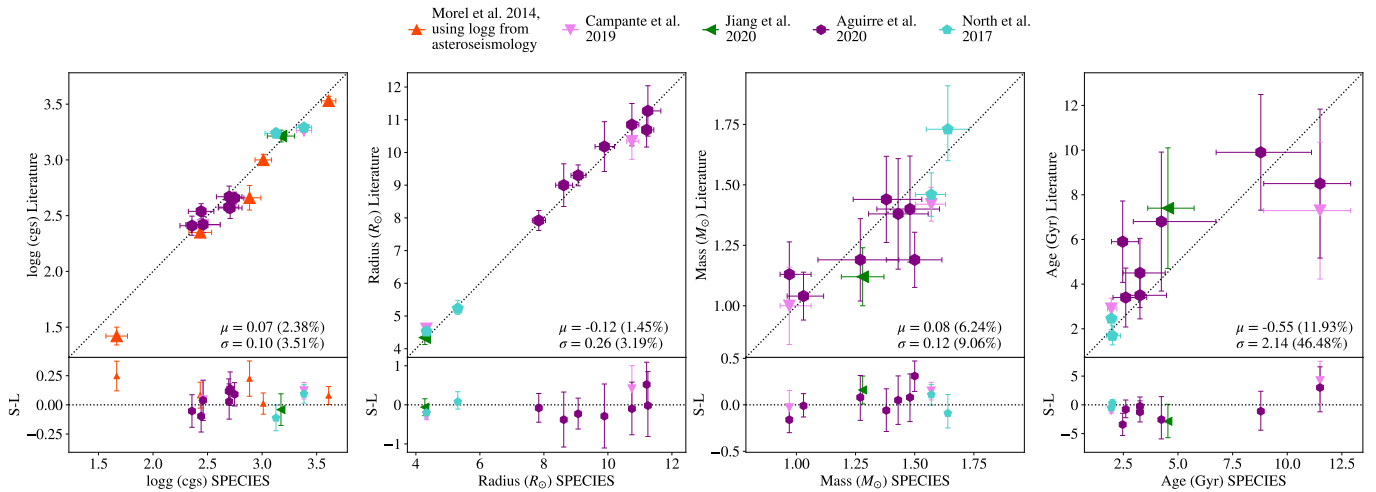 Morel et al. 2014,
using logg from
asteroseismology
Campante et al.
2019
Jiang et al.
2020
Aguirre et al.
2020
North et al.
2017
logg (cgs) Literature
3.5
3.0
2.5
2.0
1.5
μ = 0.07 (2.38%)
σ = 0.10 (3.51%)
S-L
0.25
0.00
−0.25
1.5 2.0 2.5 3.0 3.5
logg (cgs) SPECIES
Radius (R⊙) Literature
12
11
10
9
8
7
6
5
4
μ = -0.12 (1.45%)
σ = 0.26 (3.19%)
S-L
1
0
−1
4 6 8 10 12
Radius (R⊙) SPECIES
Mass (M⊙) Literature
1.75
1.50
1.25
1.00
μ = 0.08 (6.24%)
σ = 0.12 (9.06%)
S-L
0.5
0.0
−0.5
1.00 1.25 1.50 1.75
Mass (M⊙) SPECIES
Age (Gyr) Literature
12
10
8
6
4
2
μ = -0.55 (11.93%)
σ = 2.14 (46.48%)
S-L
5
0
−5
2.5 5.0 7.5 10.0 12.5
Age (Gyr) SPECIES